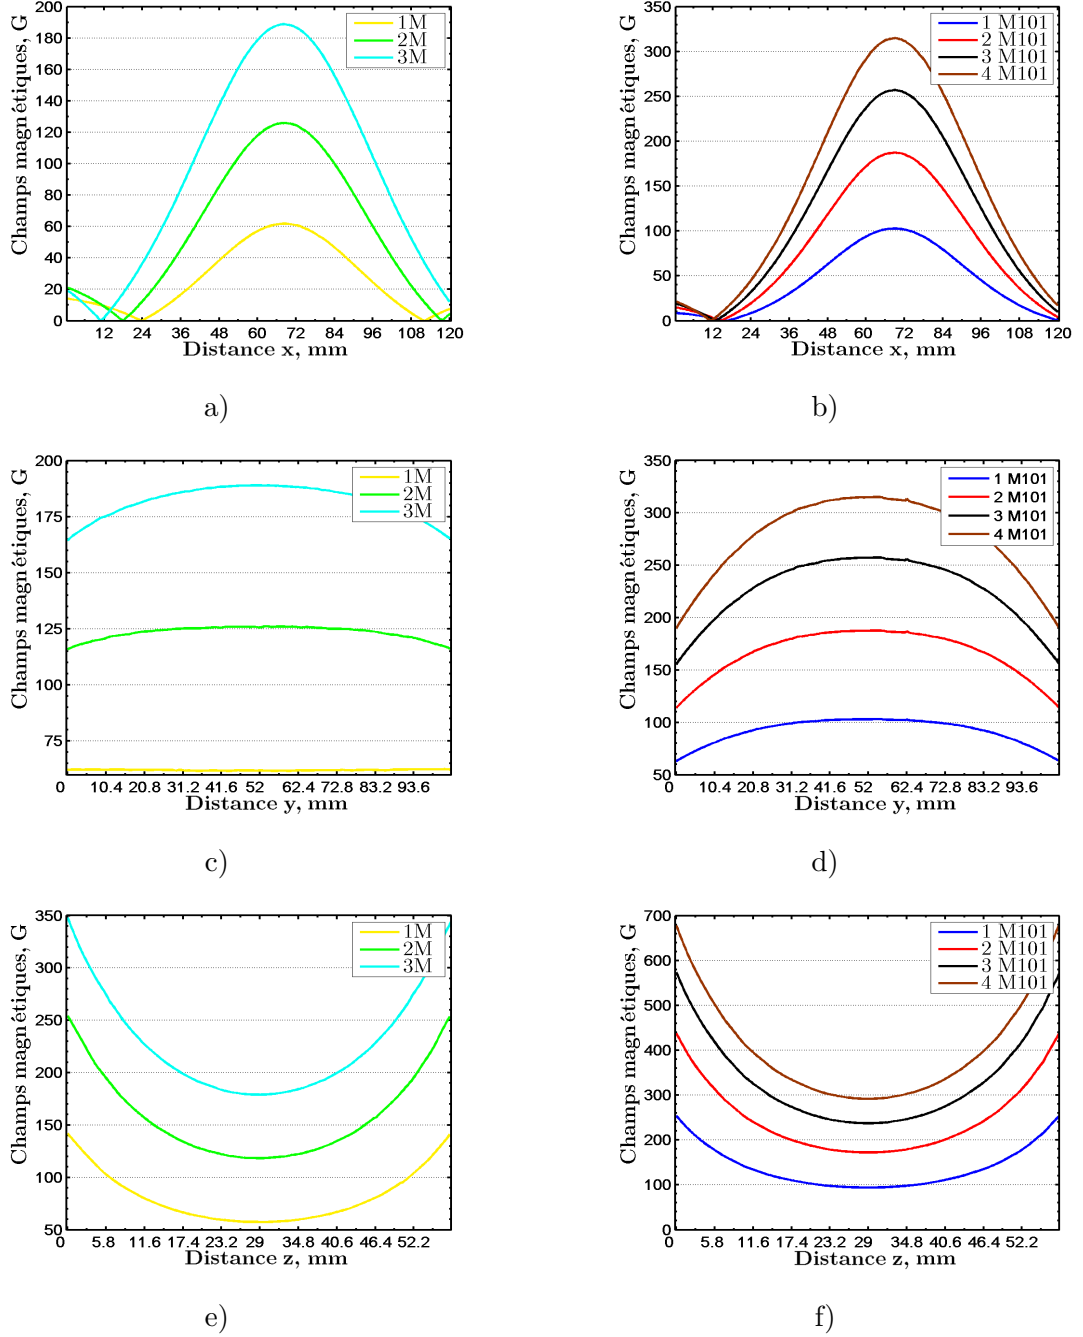 Champs magnétiques, G
200
180
160
140
120
100
80
60
40
20
0
1M
2M
3M
12 24 36 48 60 72 84 96 108 120
Distance x, mm
a)
Champs magnétiques, G
350
300
250
200
150
100
50
0
1 M101
2 M101
3 M101
4 M101
12 24 36 48 60 72 84 96 108 120
Distance x, mm
b)
Champs magnétiques, G
200
175
150
125
100
75
1M
2M
3M
0 10.4 20.8 31.2 41.6 52 62.4 72.8 83.2 93.6
Distance y, mm
c)
Champs magnétiques, G
350
300
250
200
150
100
50
1 M101
2 M101
3 M101
4 M101
0 10.4 20.8 31.2 41.6 52 62.4 72.8 83.2 93.6
Distance y, mm
d)
Champs magnétiques, G
350
300
250
200
150
100
50
1M
2M
3M
0 5.8 11.6 17.4 23.2 29 34.8 40.6 46.4 52.2
Distance z, mm
e)
Champs magnétiques, G
700
600
500
400
300
200
100
0
1 M101
2 M101
3 M101
4 M101
0 5.8 11.6 17.4 23.2 29 34.8 40.6 46.4 52.2
Distance z, mm
f)